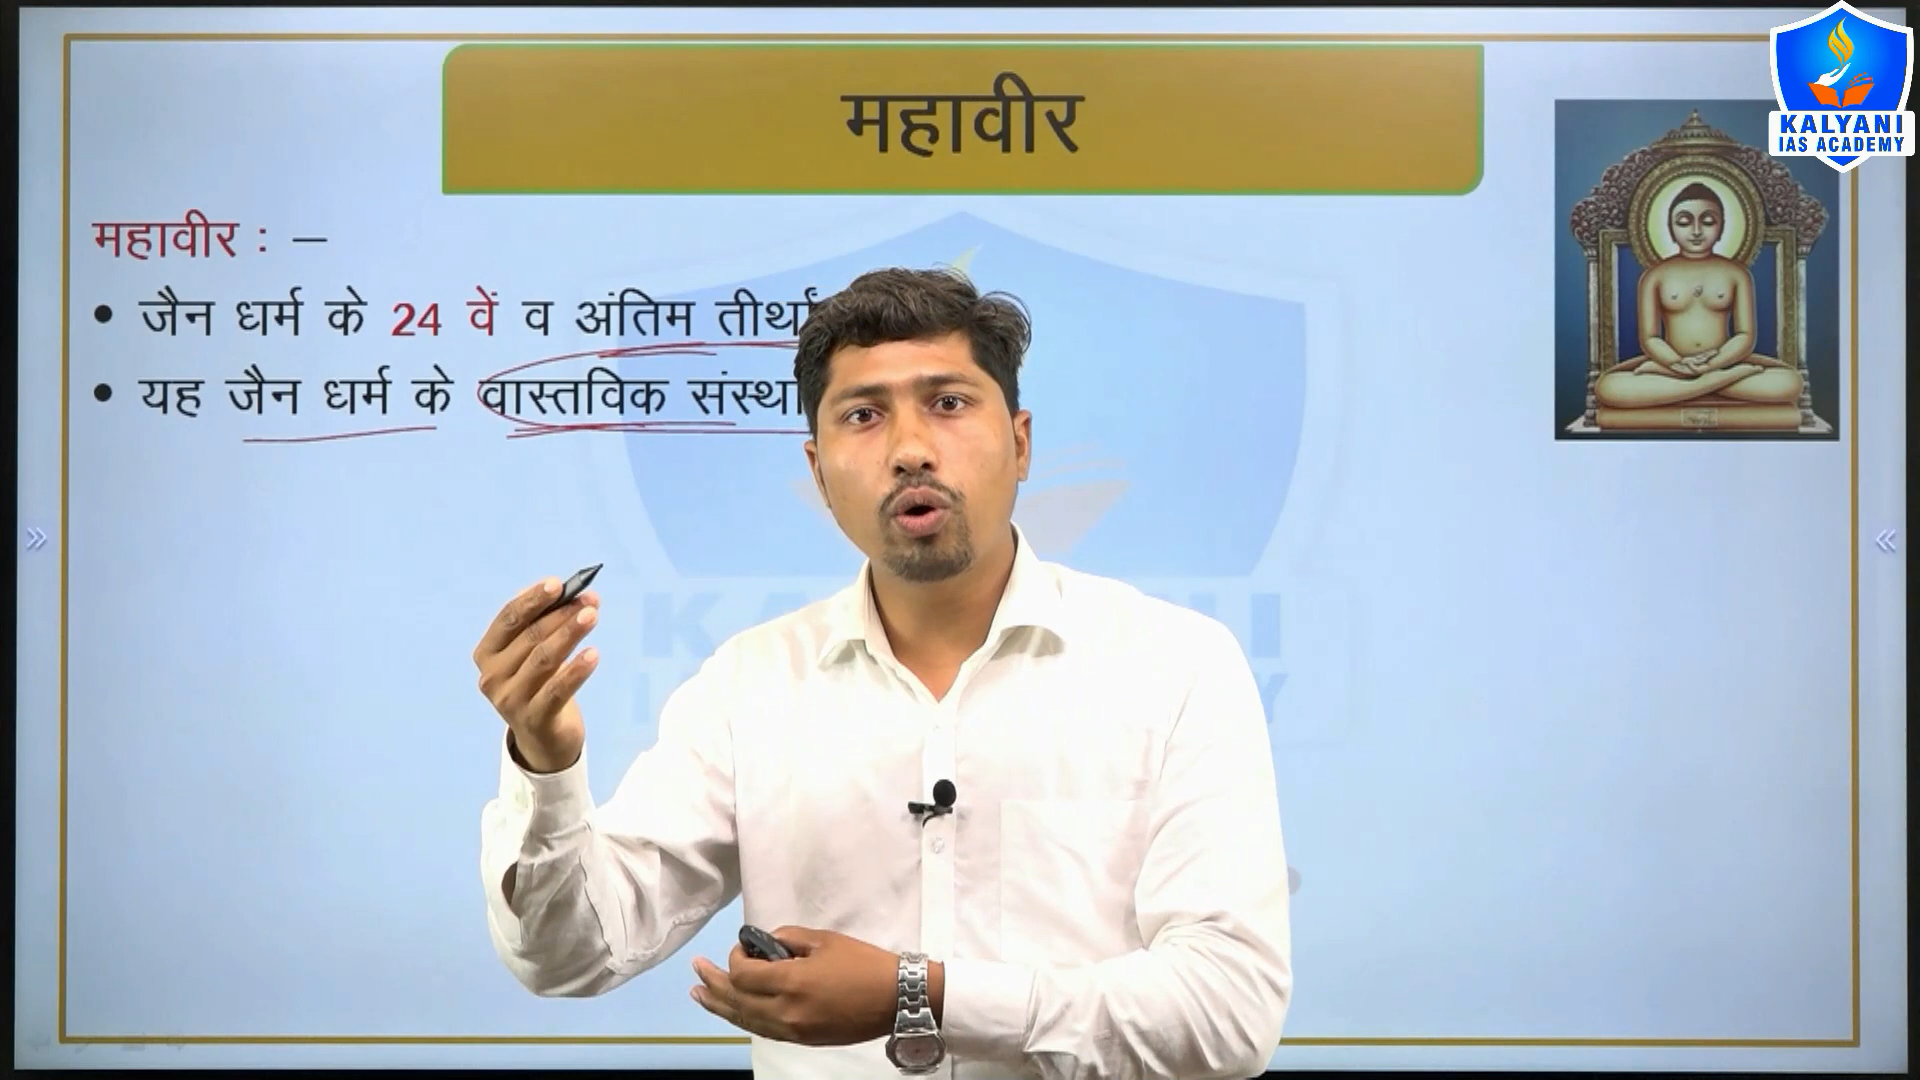 महावीर
KALYANI
IAS ACADEMY
महावीर : –
• जैन धर्म के 24 वें व अंतिम
• यह जैन धर्म के वास्तविक